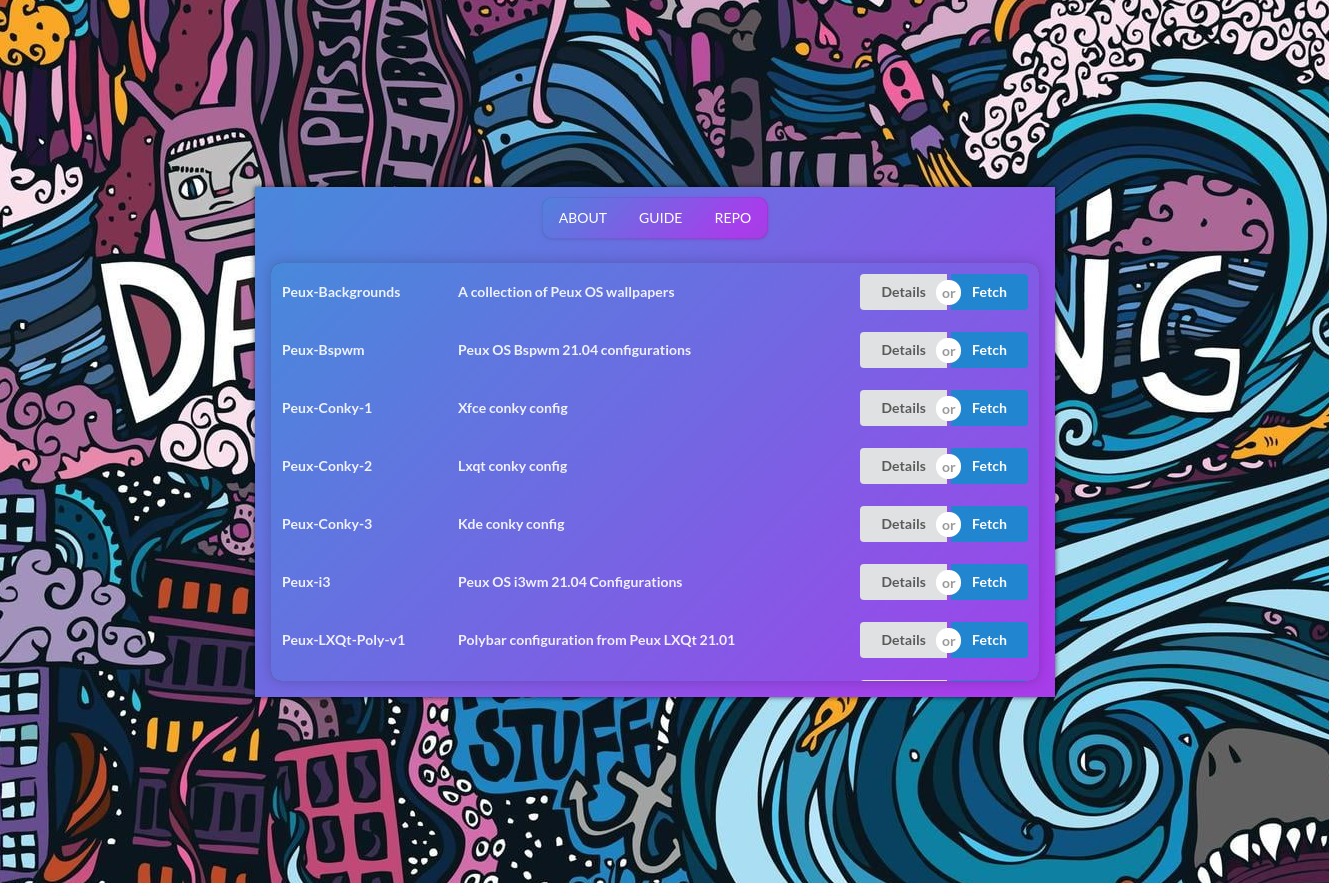 PASSIO
TE ABOV
ABOUT GUIDE REPO
Peux-Backgrounds A collection of Peux OS wallpapers Details or Fetch
Peux-Bspwm Peux OS Bspwm 21.04 configurations Details or Fetch
Peux-Conky-1 Xfce conky config Details or Fetch
Peux-Conky-2 Lxqt conky config Details or Fetch
Peux-Conky-3 Kde conky config Details or Fetch
Peux-i3 Peux OS i3wm 21.04 Configurations Details or Fetch
Peux-LXQt-Poly-v1 Polybar configuration from Peux LXQt 21.01 Details or Fetch
STUFF